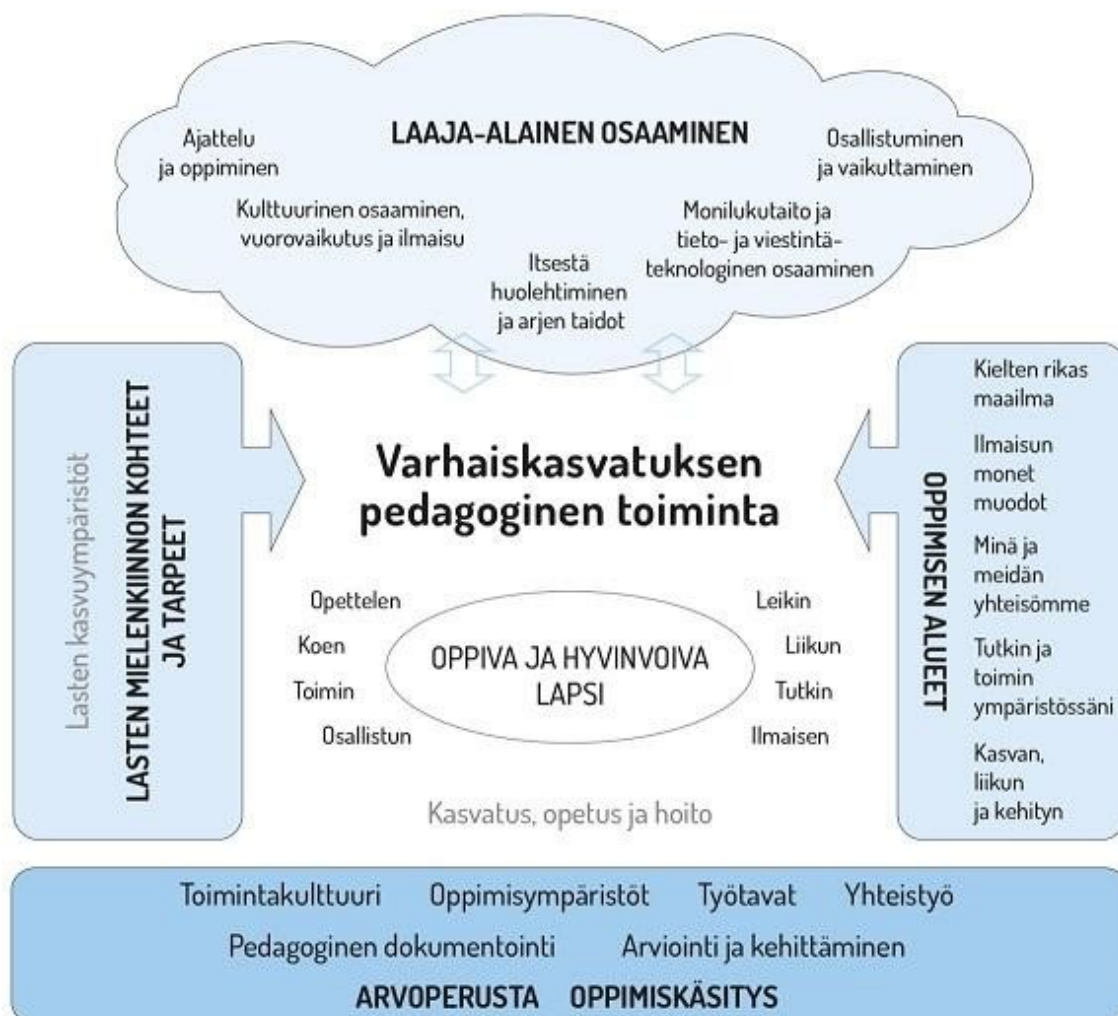 LAAJA-ALAINEN OSAAMINEN
Ajattelu
ja oppiminen
Osallistuminen
ja vaikuttaminen
Kulttuurinen osaaminen,
vuorovaikutus ja ilmaisu
Monilukutaito ja
tieto- ja viestintä-
teknologinen osaaminen
Itsestä
huolehtiminen
ja arjen taidot
Lasten kasvuympäristöt
LASTEN MIELENKIINNON KOHTEET
JA TARPEET
Varhaiskasvatuksen
pedagoginen toiminta
Opettelen
Koen
Toimin
Osallistun
OPPIVA JA HYVINVOIVA
LAPSI
Leikin
Liikun
Tutkin
Ilmaisen
Kasvatus, opetus ja hoito
OPPIMISEN ALUEET
Kielten rikas
maailma
Ilmaisun
monet
muodot
Minä ja
meidän
yhteisömme
Tutkin ja
toimin
ympäristössäni
Kasvan,
liikun
ja kehityn
Toimintakulttuuri Oppimisympäristöt Työtavat Yhteistyö
Pedagoginen dokumentointi Arviointi ja kehittäminen
ARVOPERUSTA OPPIMISKÄSITYS